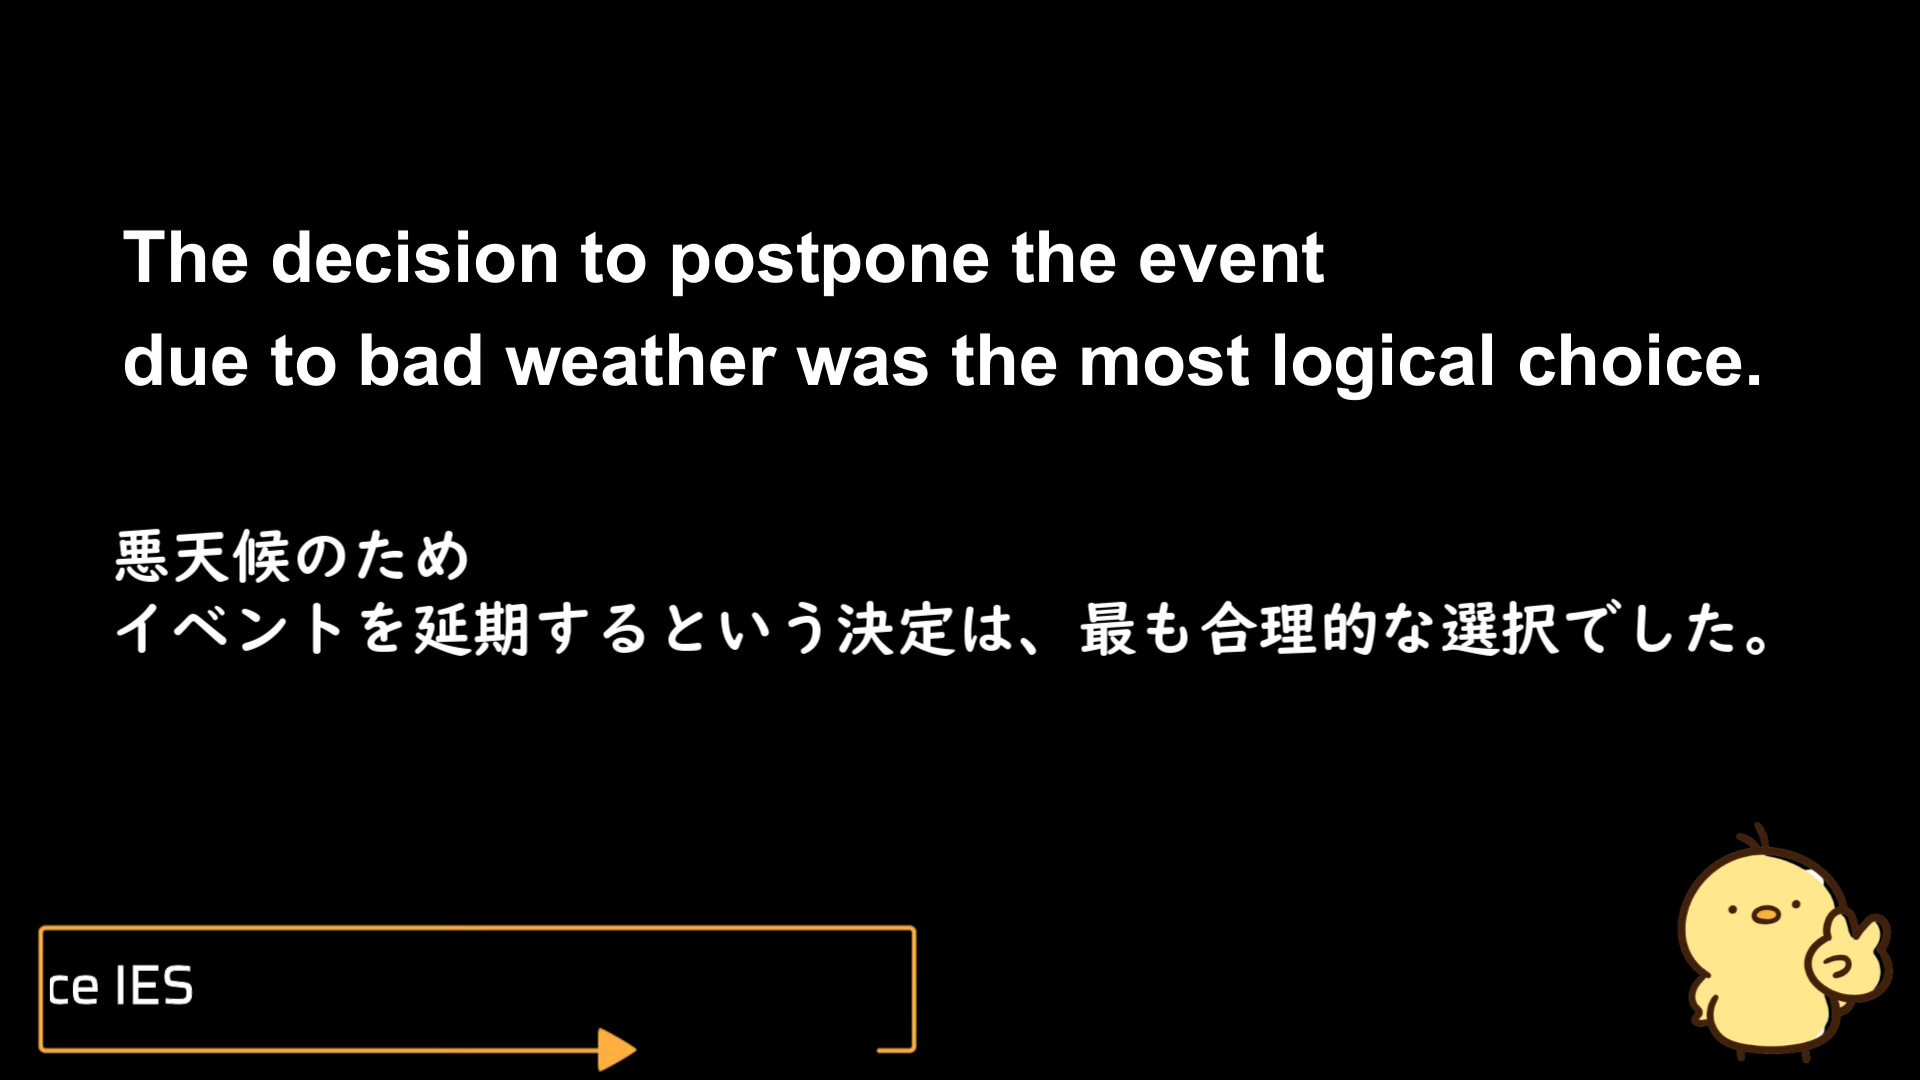 The decision to postpone the event
due to bad weather was the most logical choice.
悪天候のため
イベントを延期するという決定は、最も合理的な選択でした。
ce IES